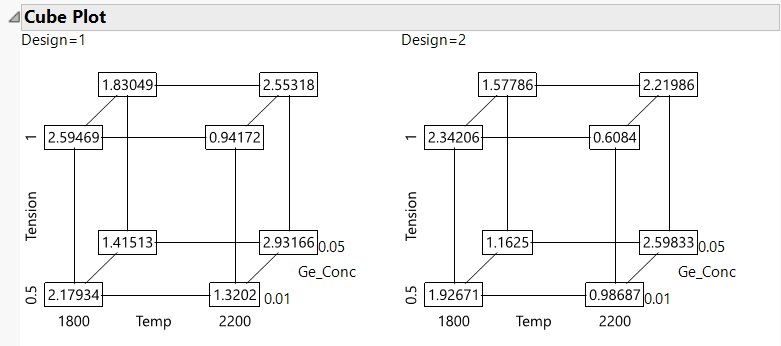 Cube Plot
Design=1 Design=2
1.83049 2.55318 1.57786 2.21986
1 2.59469 0.94172 1 2.34206 0.6084
Tension Tension
1.41513 2.93166 0.05 1.1625 2.59833 0.05
Ge_Conc Ge_Conc
0.5 2.17934 1.3202 0.01 0.5 1.92671 0.98687 0.01
1800 Temp 2200 1800 Temp 2200